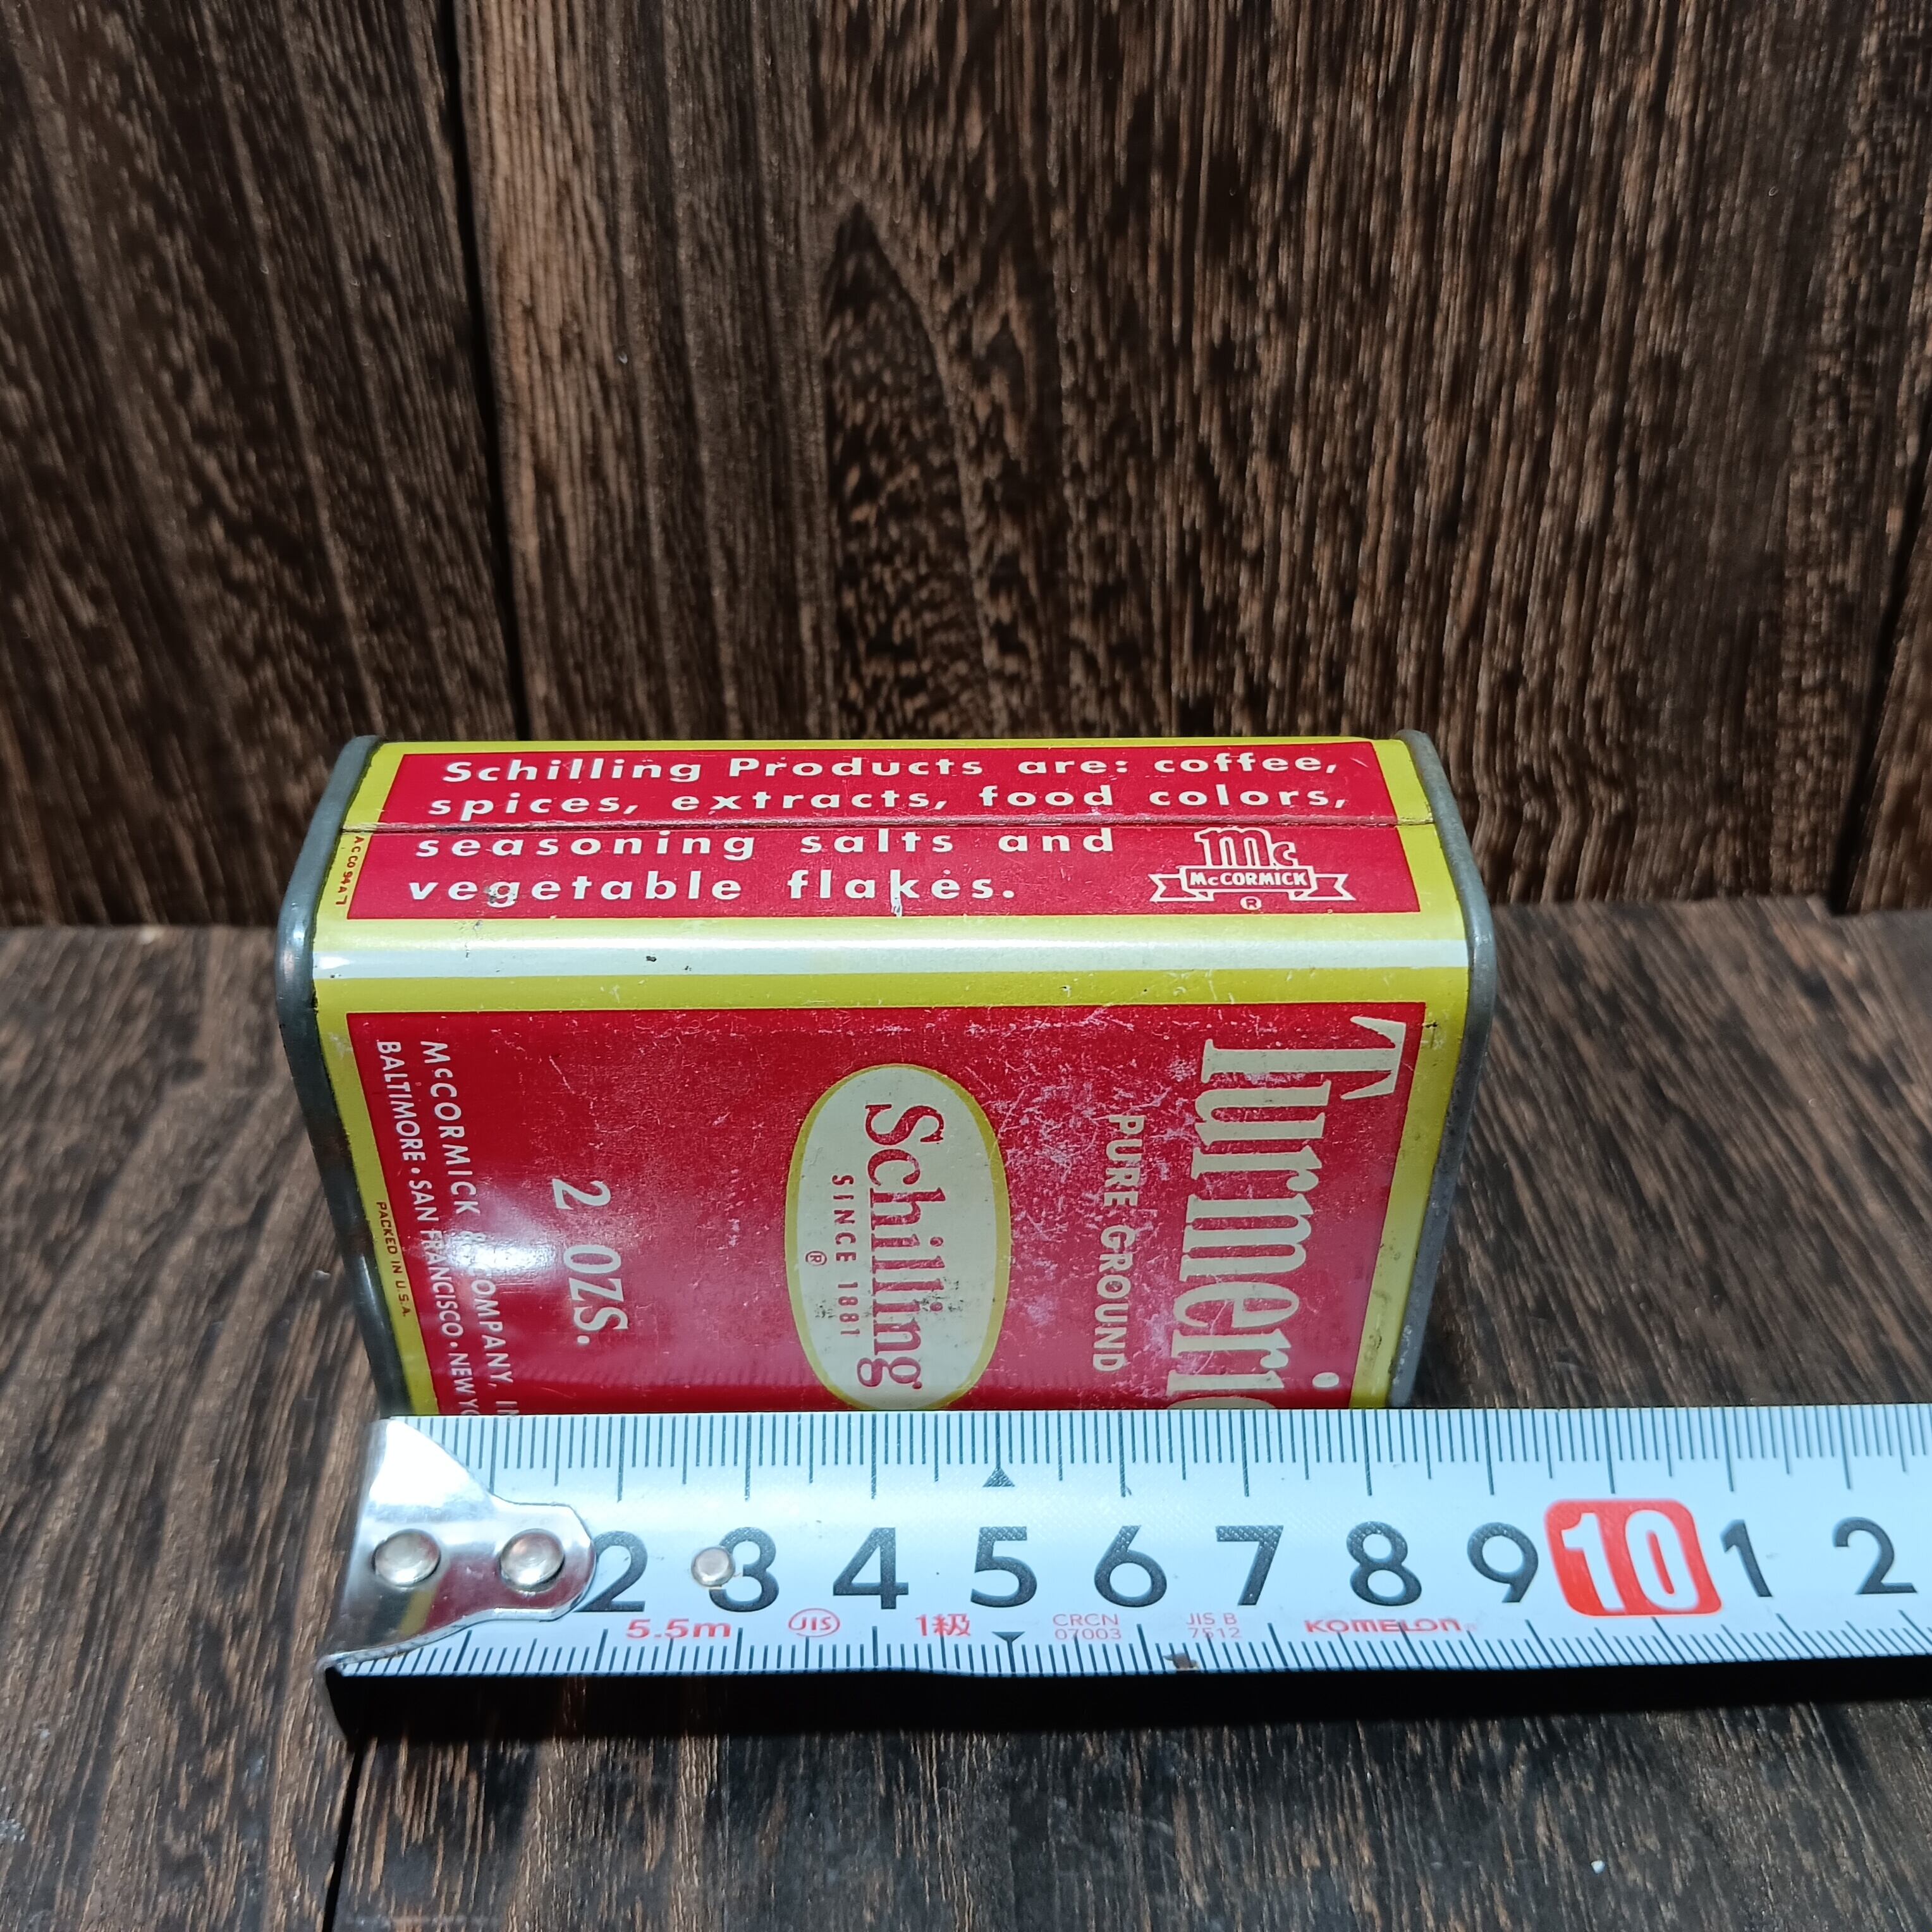 Schilling Products are: coffee,
spices, extracts, food colors,
seasoning salts and
vegetable flakes.
Mc
McCORMICK
®
Turmeric
PURE GROUND
Schilling
SINCE 1881
®
2 OZS.
McCORMICK & COMPANY,
BALTIMORE • SAN FRANCISCO • NEW
PACKED IN U.S.A.
2 3 4 5 6 7 8 9 10 1 2
5.5m JIS 1級 CRCN 07003 JIS B 7512 KOMELON